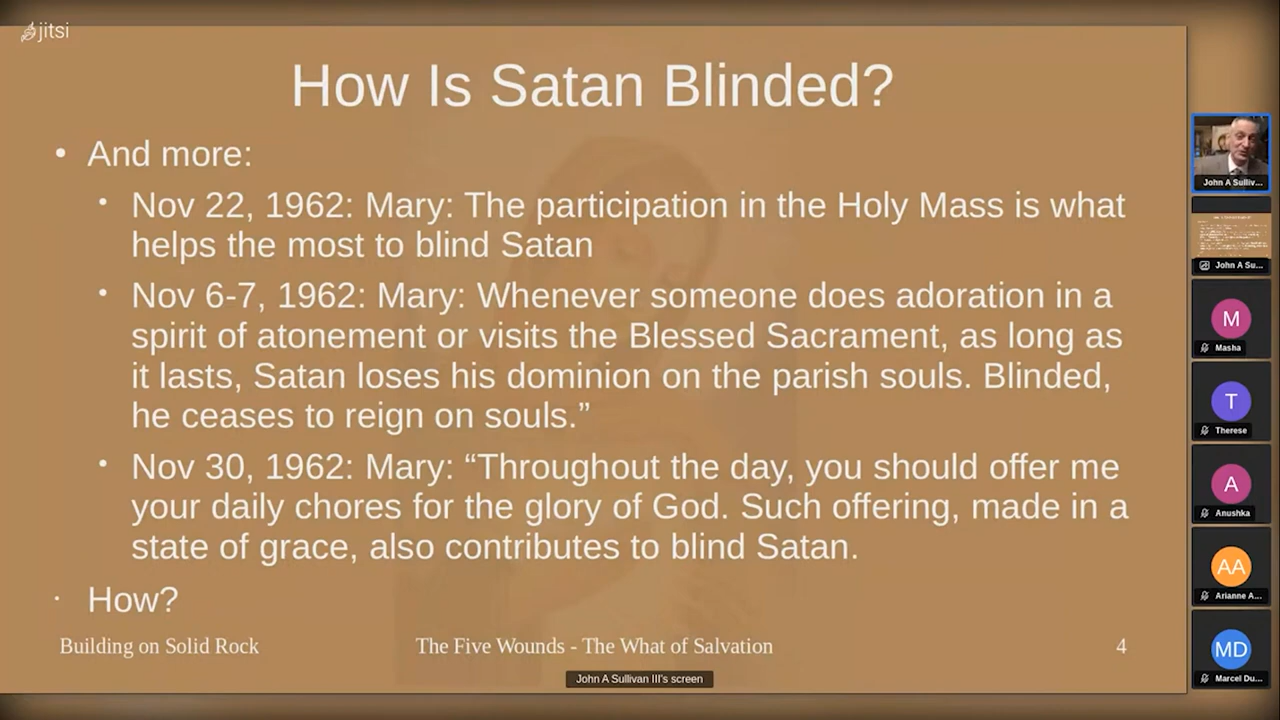 jitsi
How Is Satan Blinded?
• And more:
• Nov 22, 1962: Mary: The participation in the Holy Mass is what
helps the most to blind Satan
• Nov 6-7, 1962: Mary: Whenever someone does adoration in a
spirit of atonement or visits the Blessed Sacrament, as long as
it lasts, Satan loses his dominion on the parish souls. Blinded,
he ceases to reign on souls.”
• Nov 30, 1962: Mary: “Throughout the day, you should offer me
your daily chores for the glory of God. Such offering, made in a
state of grace, also contributes to blind Satan.
• How?
Building on Solid Rock
The Five Wounds - The What of Salvation
4
John A Sullivan III's screen
John A Sulliv...
John A Su...
M
Masha
T
Therese
A
Anushka
AA
Arianne A...
MD
Marcel Du...